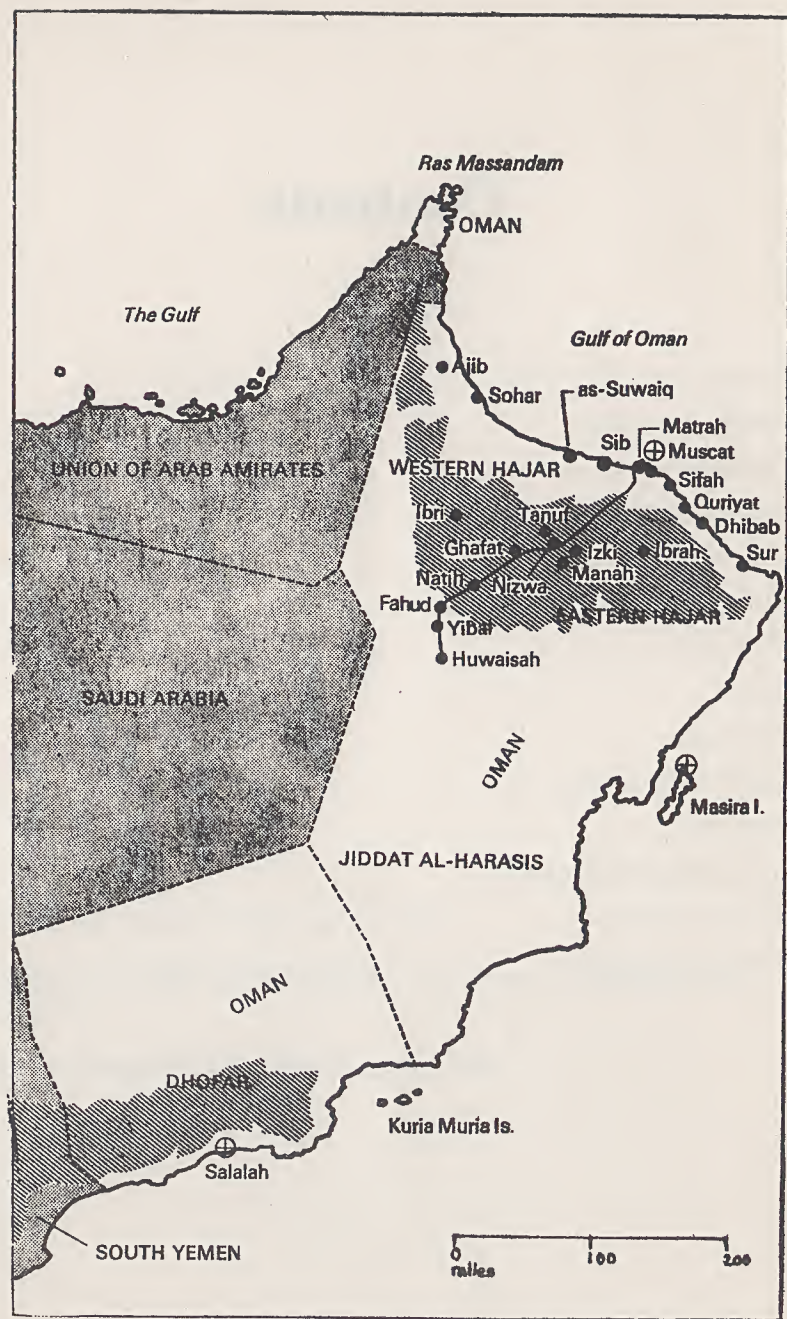 Ras Massandam
OMAN
The Gulf
Gulf of Oman
Ajib
Sohar
as-Suwaiq
Matrah
Sib
Muscat
UNION OF ARAB AMIRATES
WESTERN HAJAR
Sifah
Quriyat
Ibri
Tanuf
Dhibab
Ghafat
Izki
Ibrah
Sur
Natih
Nizwa
Manah
Fahud
EASTERN HAJAR
Yibal
Huwaisah
SAUDI ARABIA
OMAN
Masira I.
JIDDAT AL-HARASIS
OMAN
DHOFAR
Kuria Muria Is.
Salalah
SOUTH YEMEN
0 100 200
miles